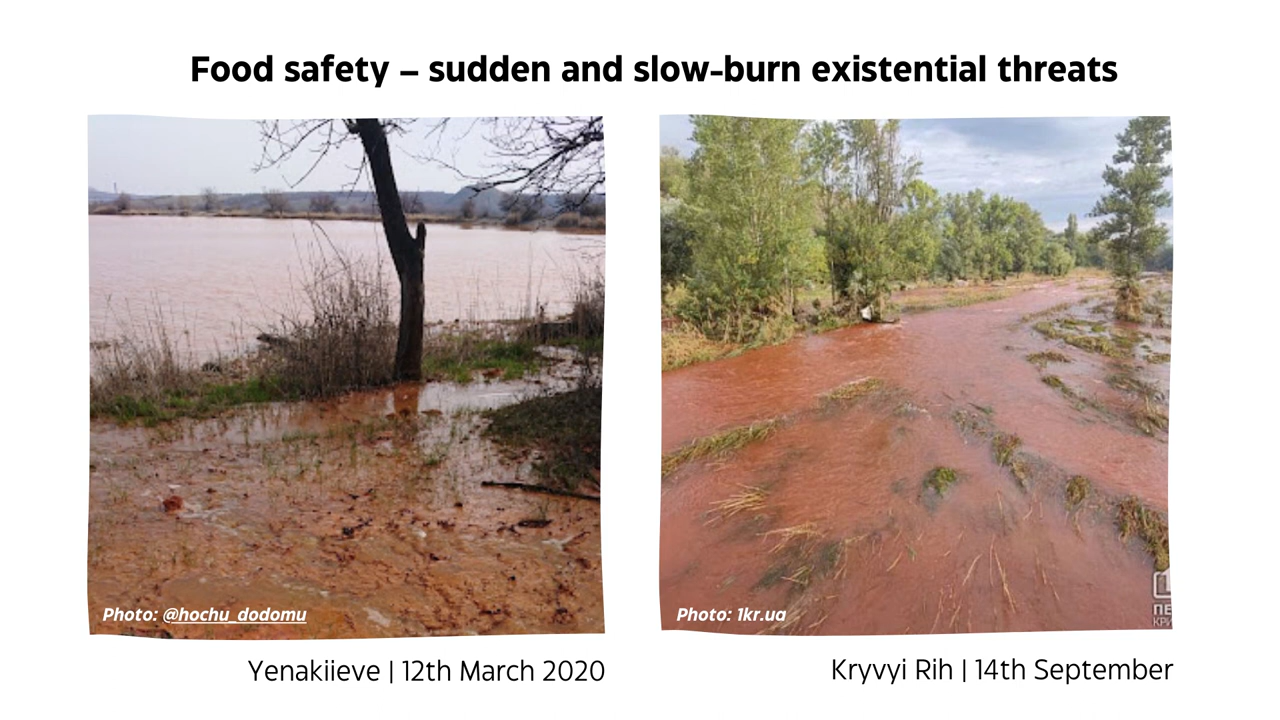 Food safety – sudden and slow-burn existential threats
Photo: @hochu_dodomu
Photo: 1kr.ua
Yenakiieve | 12th March 2020
Kryvyi Rih | 14th September